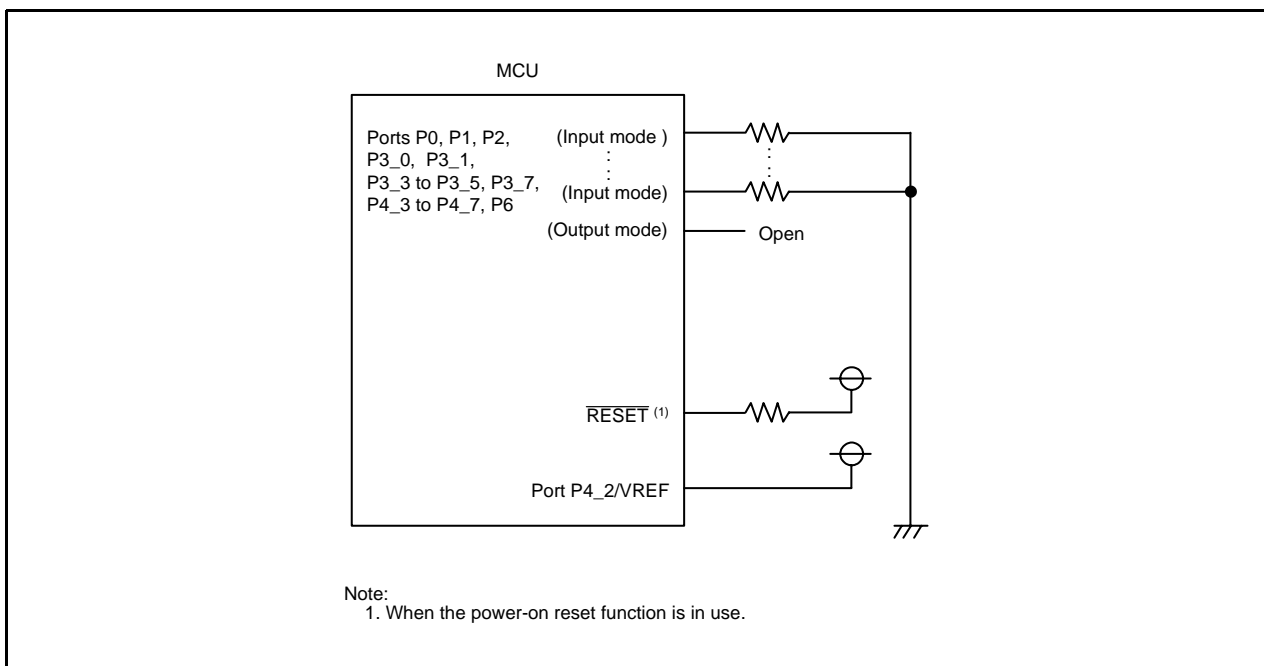 MCU
Ports P0, P1, P2,
P3_0, P3_1,
P3_3 to P3_5, P3_7,
P4_3 to P4_7, P6
(Input mode )
(Input mode)
(Output mode)
Open
RESET (1)
Port P4_2/VREF
Note:
1. When the power-on reset function is in use.